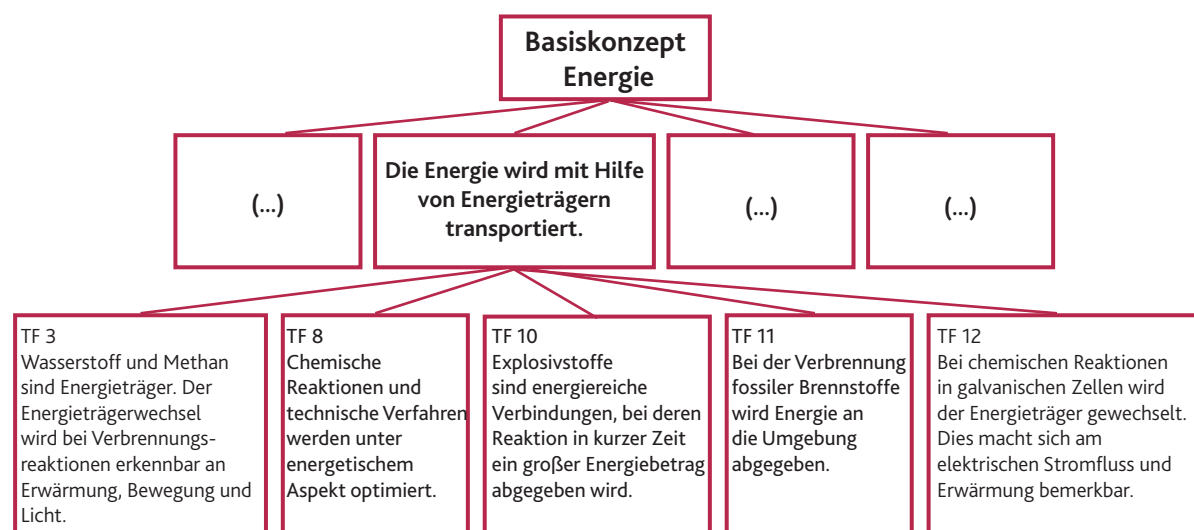 Basiskonzept
Energie
(...)
Die Energie wird mit Hilfe
von Energieträgern
transportiert.
(...)
(...)
TF 3
Wasserstoff und Methan
sind Energieträger. Der
Energieträgerwechsel
wird bei Verbrennungs-
reaktionen erkennbar an
Erwärmung, Bewegung und
Licht.
TF 8
Chemische
Reaktionen und
technische Verfahren
werden unter
energetischem
Aspekt optimiert.
TF 10
Explosivstoffe
sind energiereiche
Verbindungen, bei deren
Reaktion in kurzer Zeit
ein großer Energiebetrag
abgegeben wird.
TF 11
Bei der Verbrennung
fossiler Brennstoffe
wird Energie an
die Umgebung
abgegeben.
TF 12
Bei chemischen Reaktionen
in galvanischen Zellen wird
der Energieträger gewechselt.
Dies macht sich am
elektrischen Stromfluss und
Erwärmung bemerkbar.